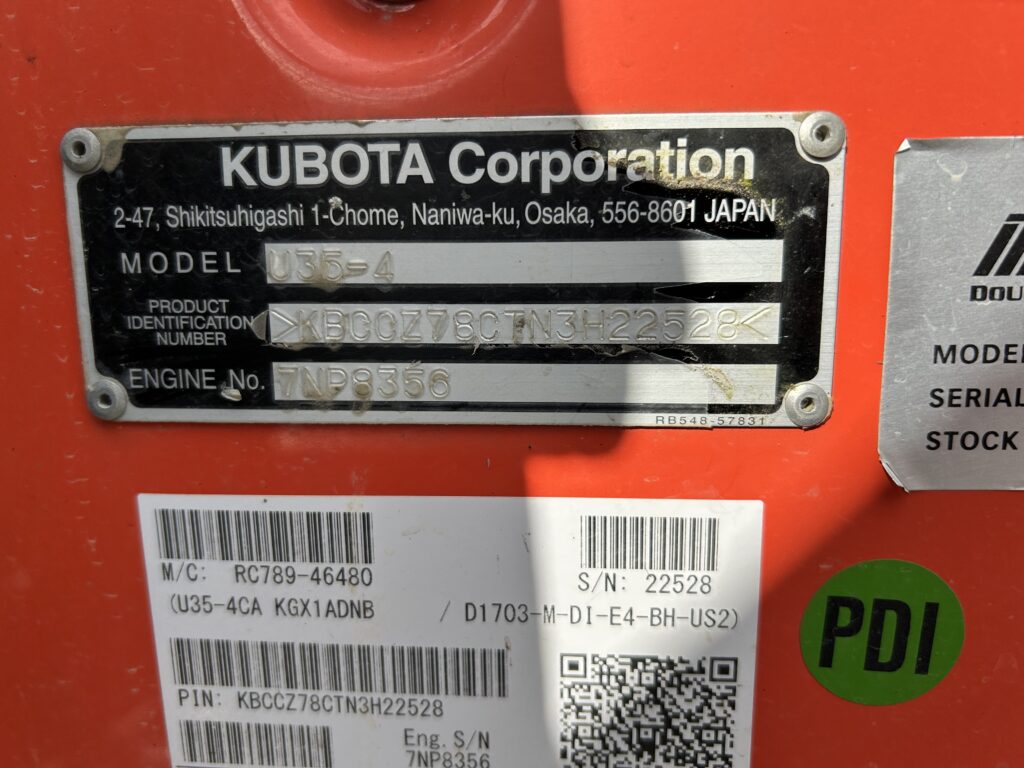 KUBOTA Corporation
2-47, Shikitsuhigashi 1-Chome, Naniwa-ku, Osaka, 556-8601 JAPAN
MODEL U35-4
PRODUCT
IDENTIFICATION
NUMBER >KBCCZ78CTN3H22528<
ENGINE No. 7NP8356
RB548-57831
MODEL
SERIAL
STOCK
M/C: RC789-46480
S/N: 22528
(U35-4CA KGX1ADNB / D1703-M-DI-E4-BH-US2)
PDI
PIN: KBCCZ78CTN3H22528
Eng. S/N
7NP8356